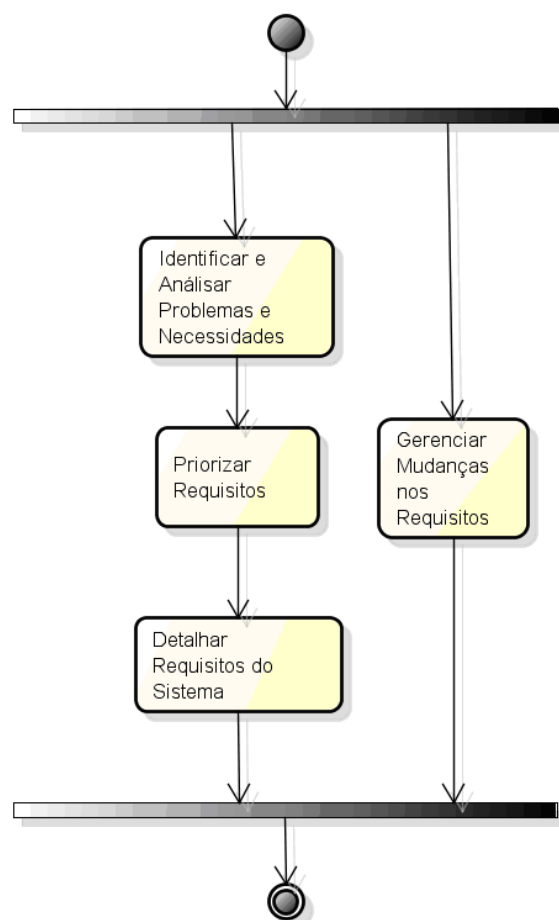 Identificar e
Análisar
Problemas e
Necessidades
Priorizar
Requisitos
Gerenciar
Mudanças
nos
Requisitos
Detalhar
Requisitos do
Sistema